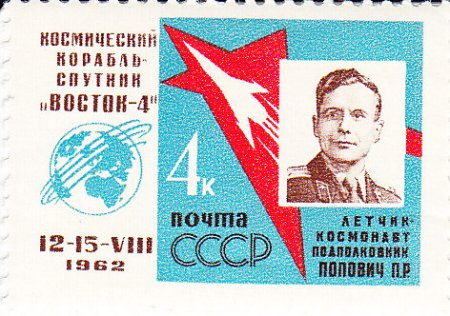 КОСМИЧЕСКИЙ
КОРАБЛЬ-
СПУТНИК
„ВОСТОК-4"
12-15-VIII
1962
4к
почта
СССР
ЛЕТЧИК-
КОСМОНАВТ
ПОДПОЛКОВНИК
ПОПОВИЧ П.Р.